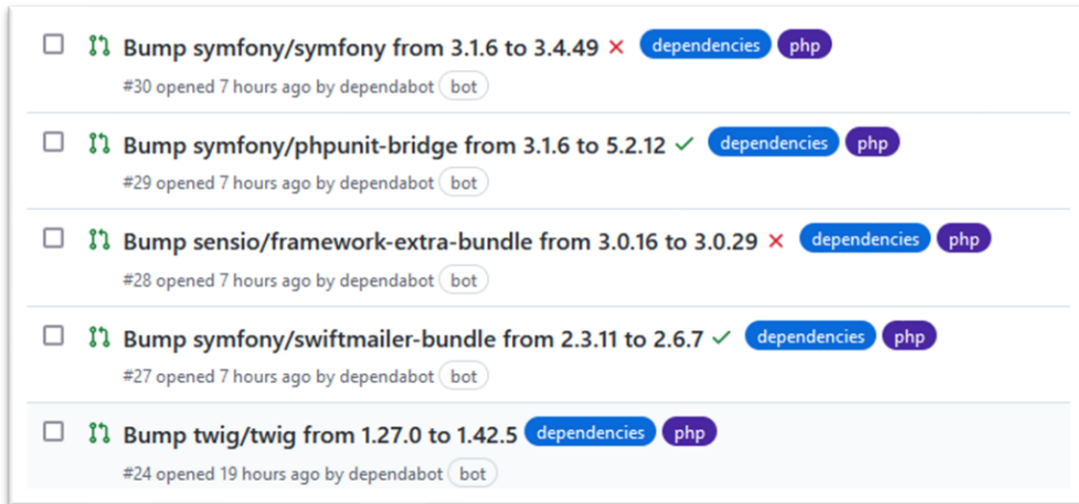 Bump symfony/symfony from 3.1.6 to 3.4.49 dependencies php
#30 opened 7 hours ago by dependabot bot
Bump symfony/phpunit-bridge from 3.1.6 to 5.2.12 dependencies php
#29 opened 7 hours ago by dependabot bot
Bump sensio/framework-extra-bundle from 3.0.16 to 3.0.29 dependencies php
#28 opened 7 hours ago by dependabot bot
Bump symfony/swiftmailer-bundle from 2.3.11 to 2.6.7 dependencies php
#27 opened 7 hours ago by dependabot bot
Bump twig/twig from 1.27.0 to 1.42.5 dependencies php
#24 opened 19 hours ago by dependabot bot